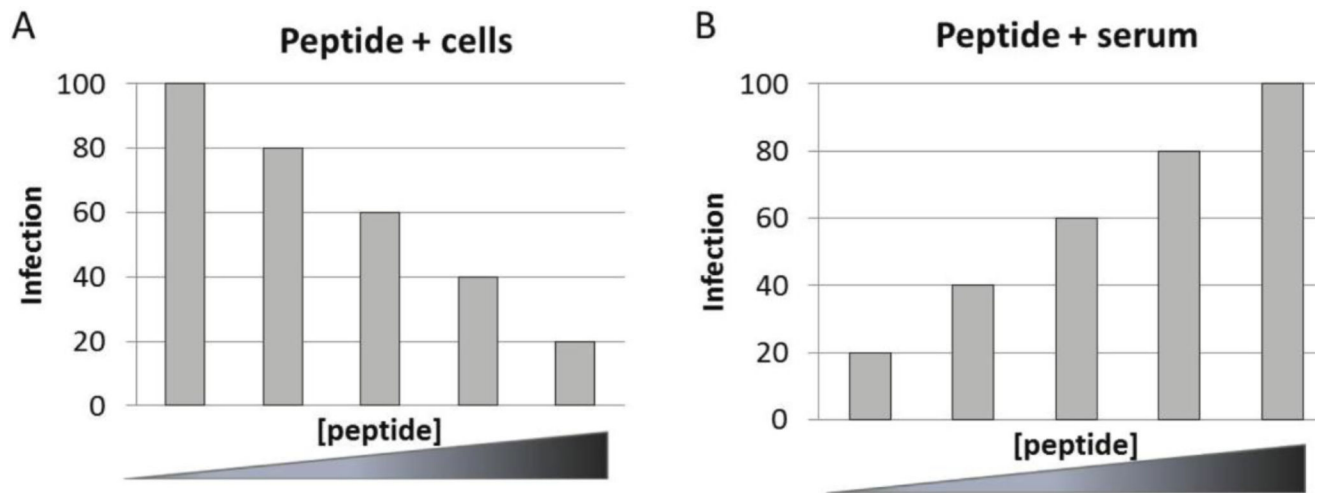 A
Peptide + cells
Infection
100
80
60
40
20
0
[peptide]
B
Peptide + serum
Infection
100
80
60
40
20
0
[peptide]